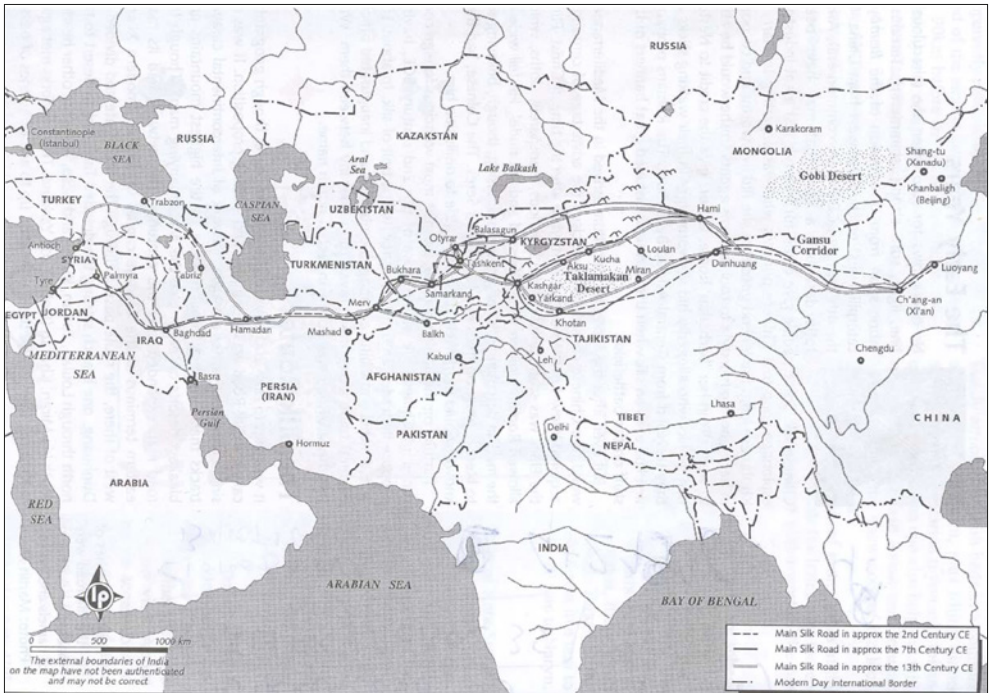 RUSSIA
Constantinople
(Istanbul)
BLACK
SEA
RUSSIA
KAZAKSTAN
Karakoram
MONGOLIA
Shang-tu
(Xanadu)
Gobi Desert
Khanbaligh
(Beijing)
Aral
Sea
Lake Balkash
TURKEY
Trabzon
CASPIAN
SEA
UZBEKISTAN
Hami
Otyrar
Balasagun
KYRGYZSTAN
Loulan
Gansu
Corridor
Antioch
SYRIA
Tashkent
Kucha
Aksu
Miran
Dunhuang
Luoyang
Palmyra
Tabriz
TURKMENISTAN
Bukhara
Taklamakan
Desert
Kashgar
Yarkand
Tyre
Samarkand
Ch'ang-an
(Xi'an)
EGYPT
JORDAN
Merv
Khotan
IRAQ
Baghdad
Hamadan
Mashad
Balkh
TAJIKISTAN
MEDITERRANEAN
SEA
Kabul
Leh
Chengdu
Basra
PERSIA
(IRAN)
AFGHANISTAN
Persian
Gulf
Lhasa
CHINA
TIBET
Delhi
PAKISTAN
NEPAL
Hormuz
ARABIA
RED
SEA
INDIA
ARABIAN SEA
BAY OF BENGAL
lp
0 500 1000 km
The external boundaries of India
on the map have not been authenticated
and may not be correct
Main Silk Road in approx the 2nd Century CE
Main Silk Road in approx the 7th Century CE
Main Silk Road in approx the 13th Century CE
Modern Day International Border